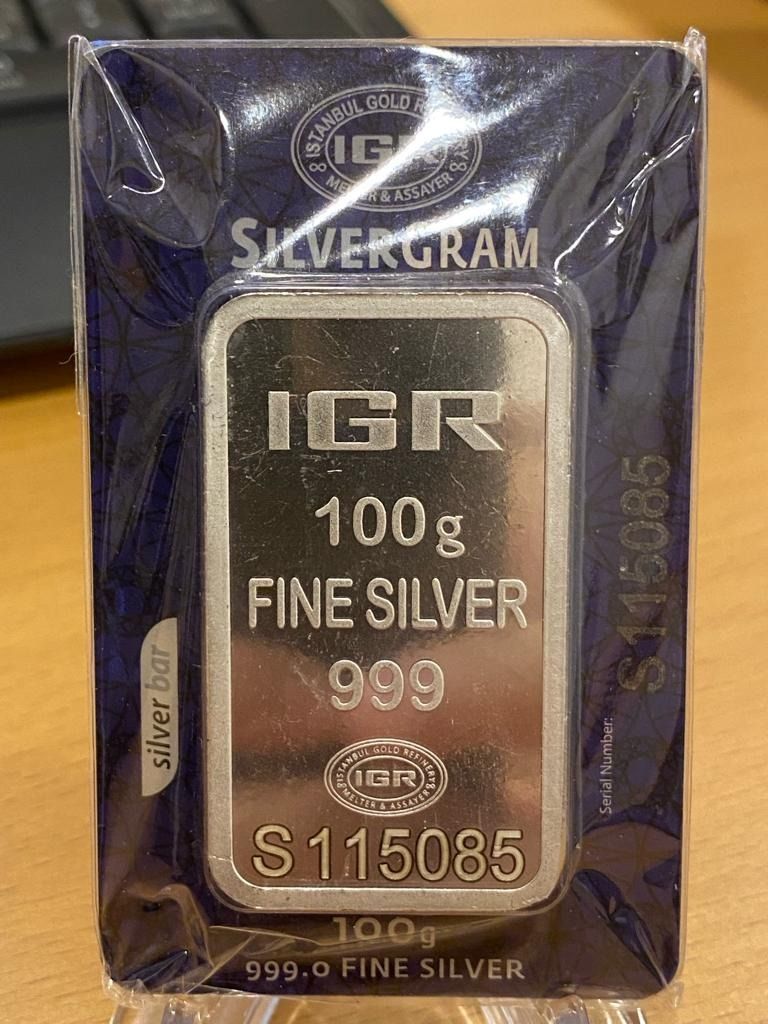 ISTANBUL GOLD REFINERY
IGR
MELTER & ASSAYER
SILVERGRAM
IGR
100g
FINE SILVER
999
ISTANBUL GOLD REFINERY
IGR
MELTER & ASSAYER
S 115085
silver bar
Serial Number:
S115085
100g
999.0 FINE SILVER